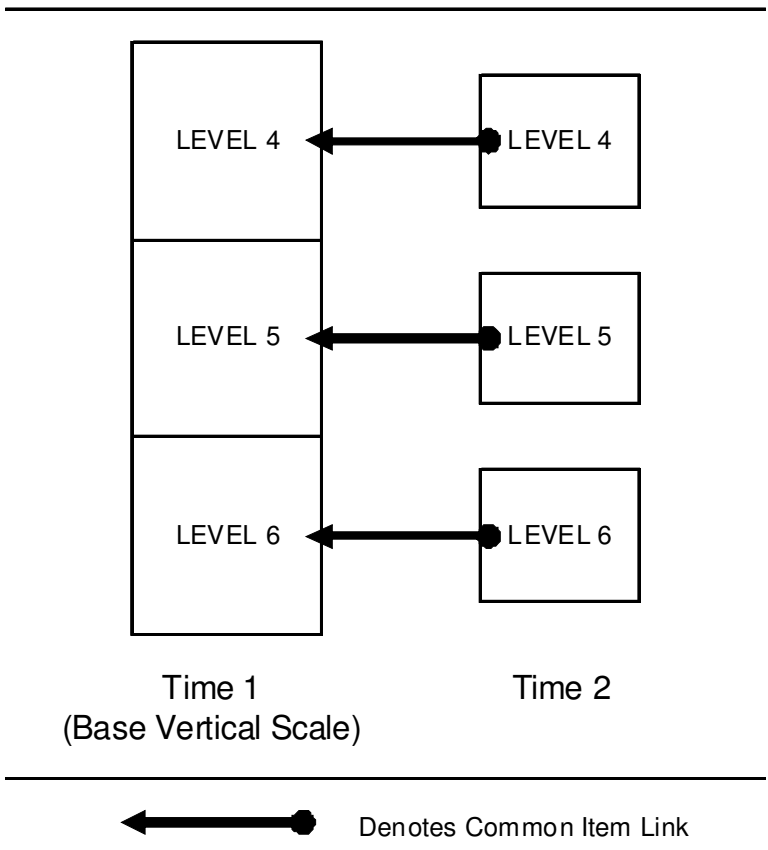 LEVEL 4
LEVEL 4
LEVEL 5
LEVEL 5
LEVEL 6
LEVEL 6
Time 1
(Base Vertical Scale)
Time 2
Denotes Common Item Link